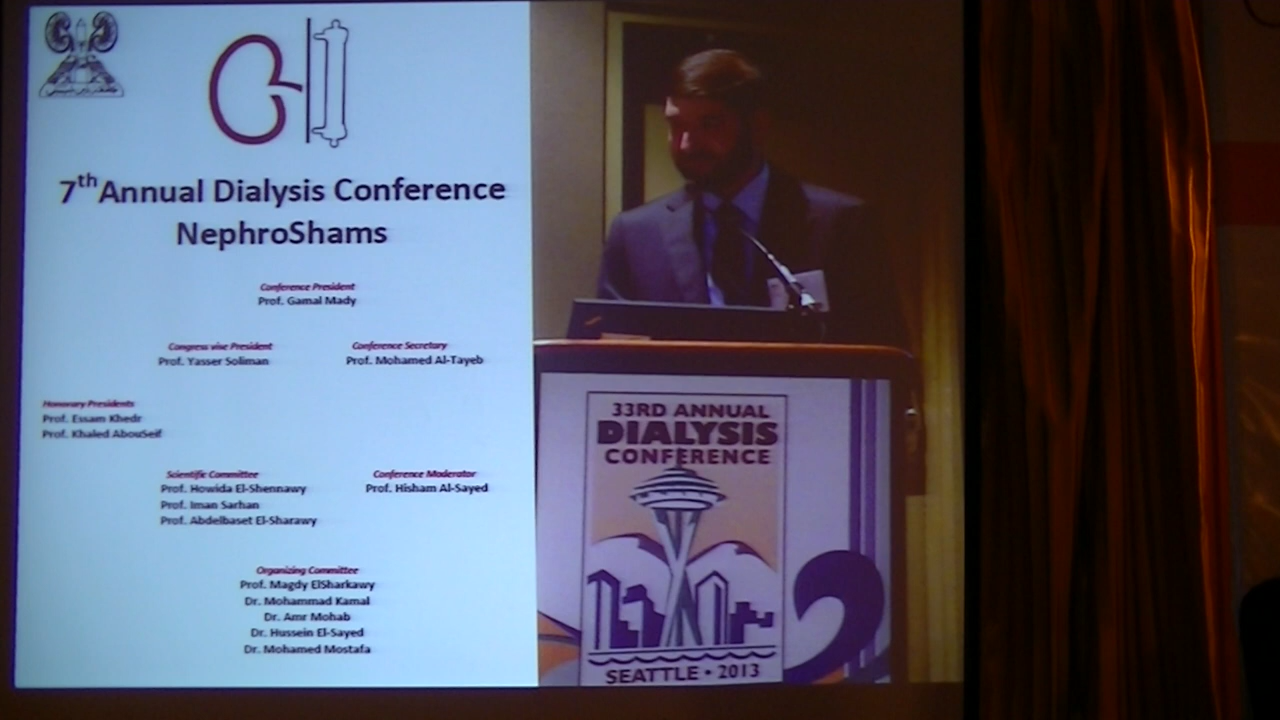 7th Annual Dialysis Conference
NephroShams
Conference President
Prof. Gamal Mady
Congress vise President
Prof. Yasser Soliman
Conference Secretary
Prof. Mohamed Al-Tayeb
Honorary Presidents
Prof. Essam Khedr
Prof. Khaled AbouSeif
Scientific Committee
Prof. Howida El-Shennawy
Prof. Iman Sarhan
Prof. Abdelbaset El-Sharawy
Conference Moderator
Prof. Hisham Al-Sayed
Organizing Committee
Prof. Magdy ElSharkawy
Dr. Mohammad Kamal
Dr. Amr Mohab
Dr. Hussein El-Sayed
Dr. Mohamed Mostafa
33RD ANNUAL
DIALYSIS
CONFERENCE
SEATTLE • 2013